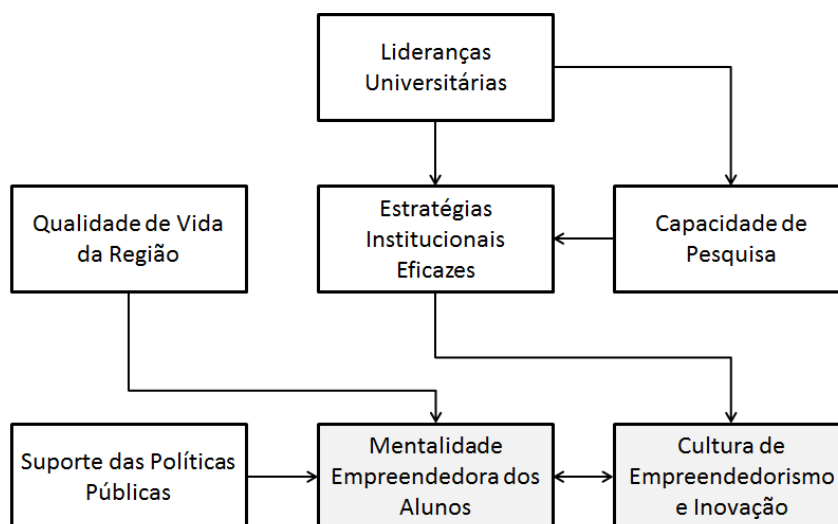 Lideranças
Universitárias
Qualidade de Vida
da Região
Estratégias
Institucionais
Eficazes
Capacidade de
Pesquisa
Suporte das Políticas
Públicas
Mentalidade
Empreendedora dos
Alunos
Cultura de
Empreendedorismo
e Inovação